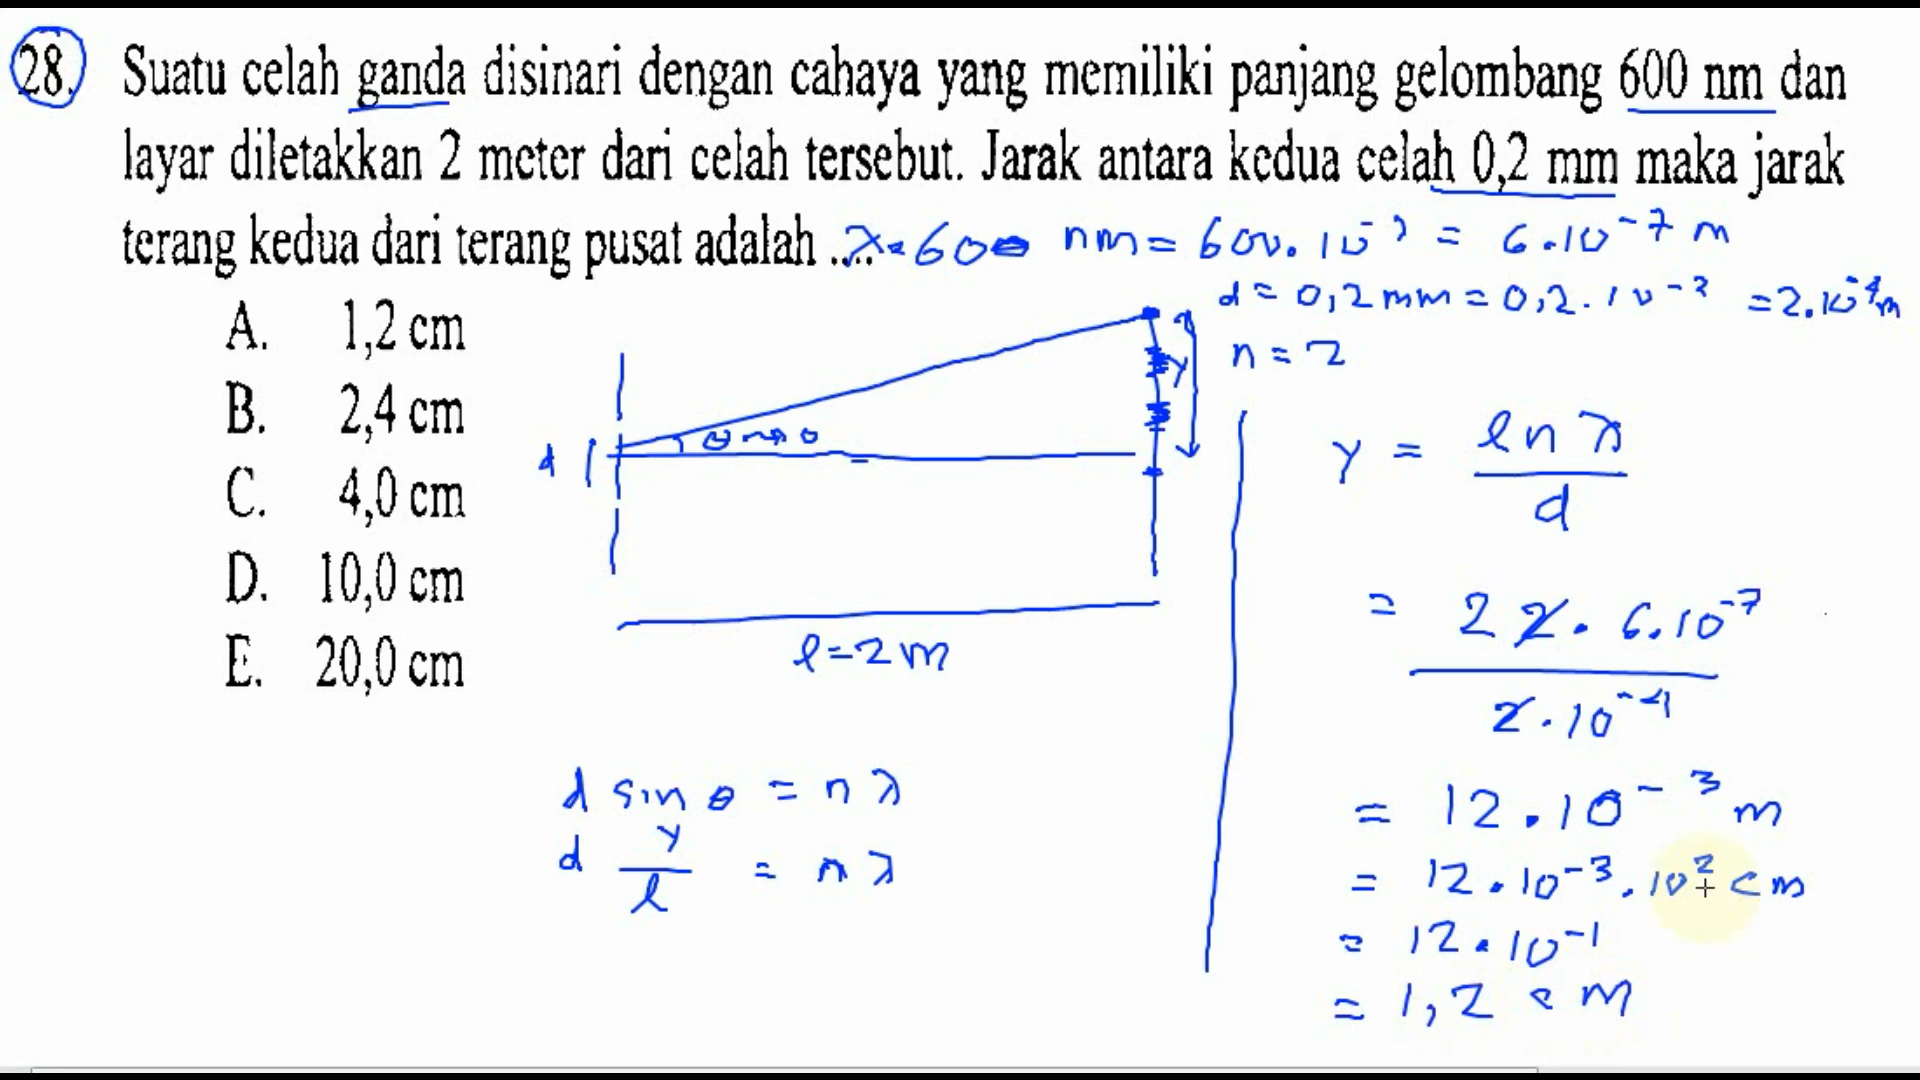 28. Suatu celah ganda disinari dengan cahaya yang memiliki panjang gelombang 600 nm dan
layar diletakkan 2 meter dari celah tersebut. Jarak antara kedua celah 0,2 mm maka jarak
terang kedua dari terang pusat adalah ....
λ = 600 nm = 600.10⁻⁹ = 6.10⁻⁷ m
d = 0,2 mm = 0,2.10⁻³ = 2.10⁻⁴ m
n = 2
A. 1,2 cm
B. 2,4 cm
C. 4,0 cm
D. 10,0 cm
E. 20,0 cm
d
θ → 0
y
l = 2 m
d sin θ = n λ
d y/l = n λ
y = l n λ / d
= 2 2. 6.10⁻⁷ / 2.10⁻⁴
= 12.10⁻³ m
= 12.10⁻³.10² cm
= 12.10⁻¹
= 1,2 cm